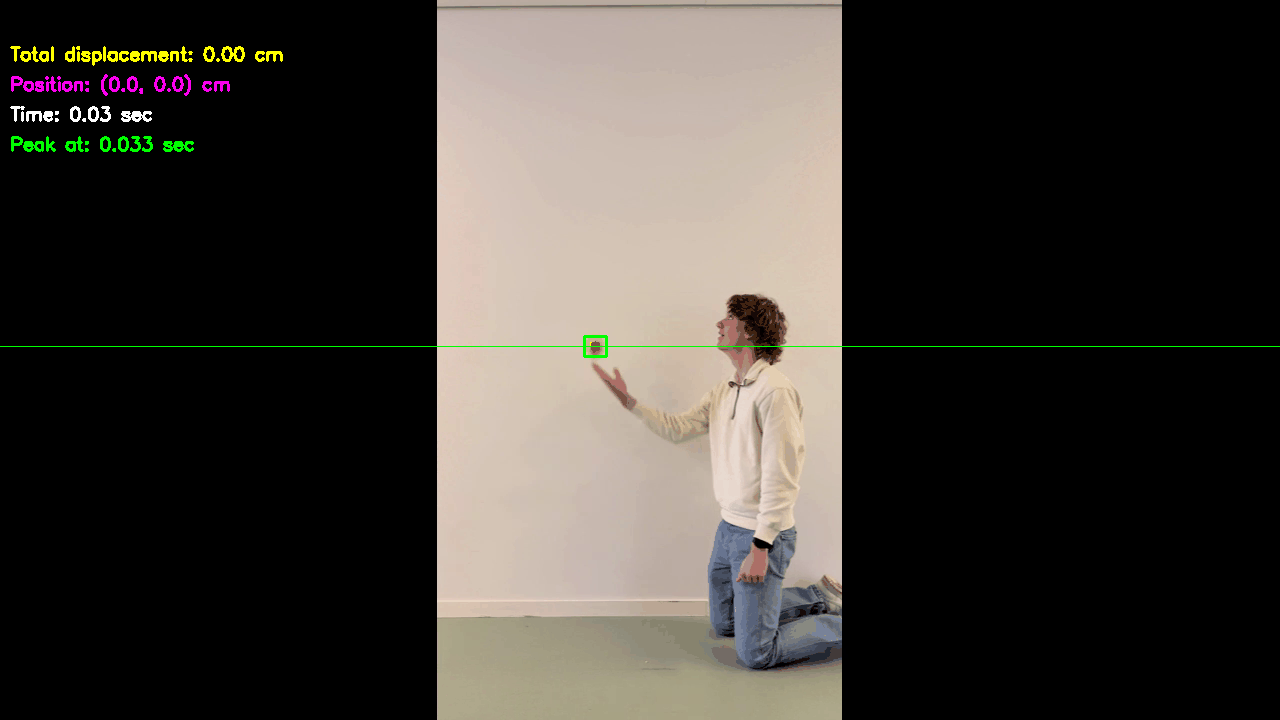 Total displacement: 0.00 cm
Position: (0.0, 0.0) cm
Time: 0.03 sec
Peak at: 0.033 sec